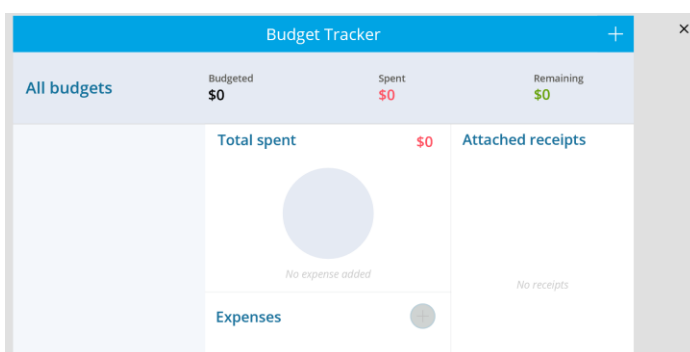 Budget Tracker
All budgets
Budgeted
$0
Spent
$0
Remaining
$0
Total spent $0
No expense added
Expenses
Attached receipts
No receipts